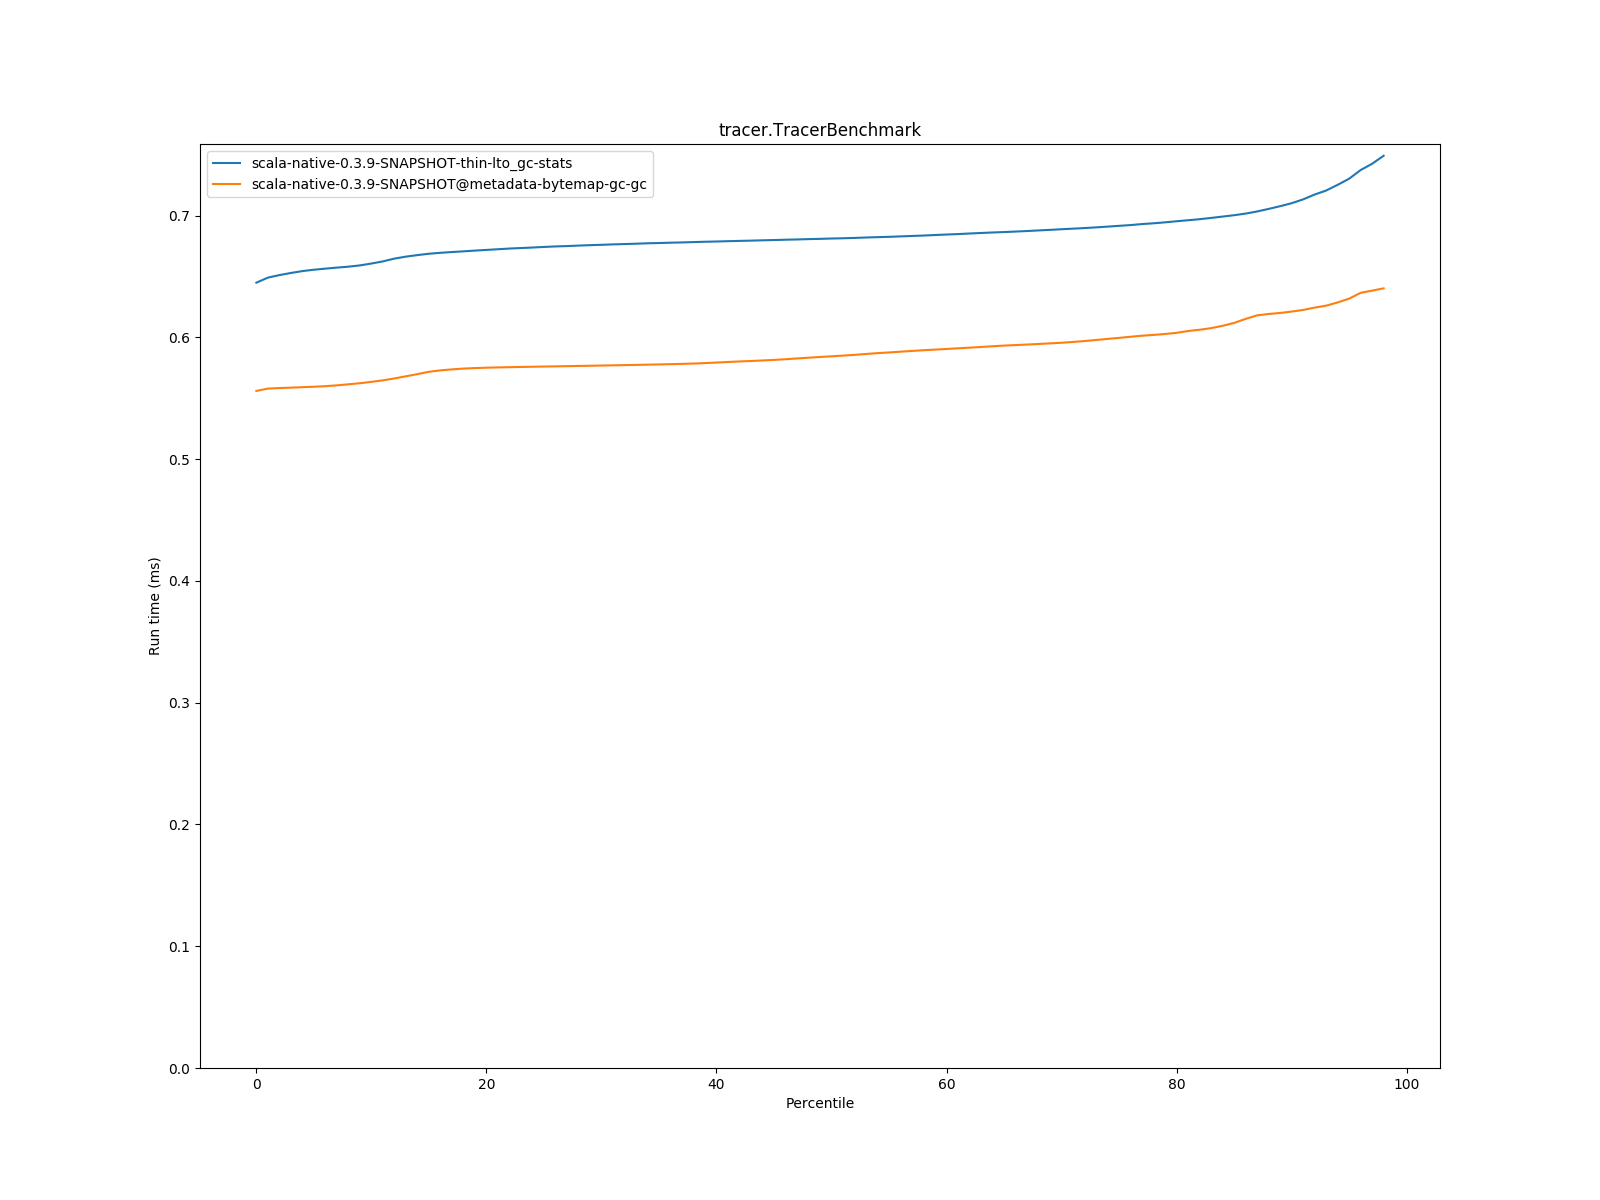 tracer.TracerBenchmark
scala-native-0.3.9-SNAPSHOT-thin-lto_gc-stats
scala-native-0.3.9-SNAPSHOT@metadata-bytemap-gc-gc
0.7
0.6
0.5
0.4
0.3
0.2
0.1
0.0
Run time (ms)
0 20 40 60 80 100
Percentile